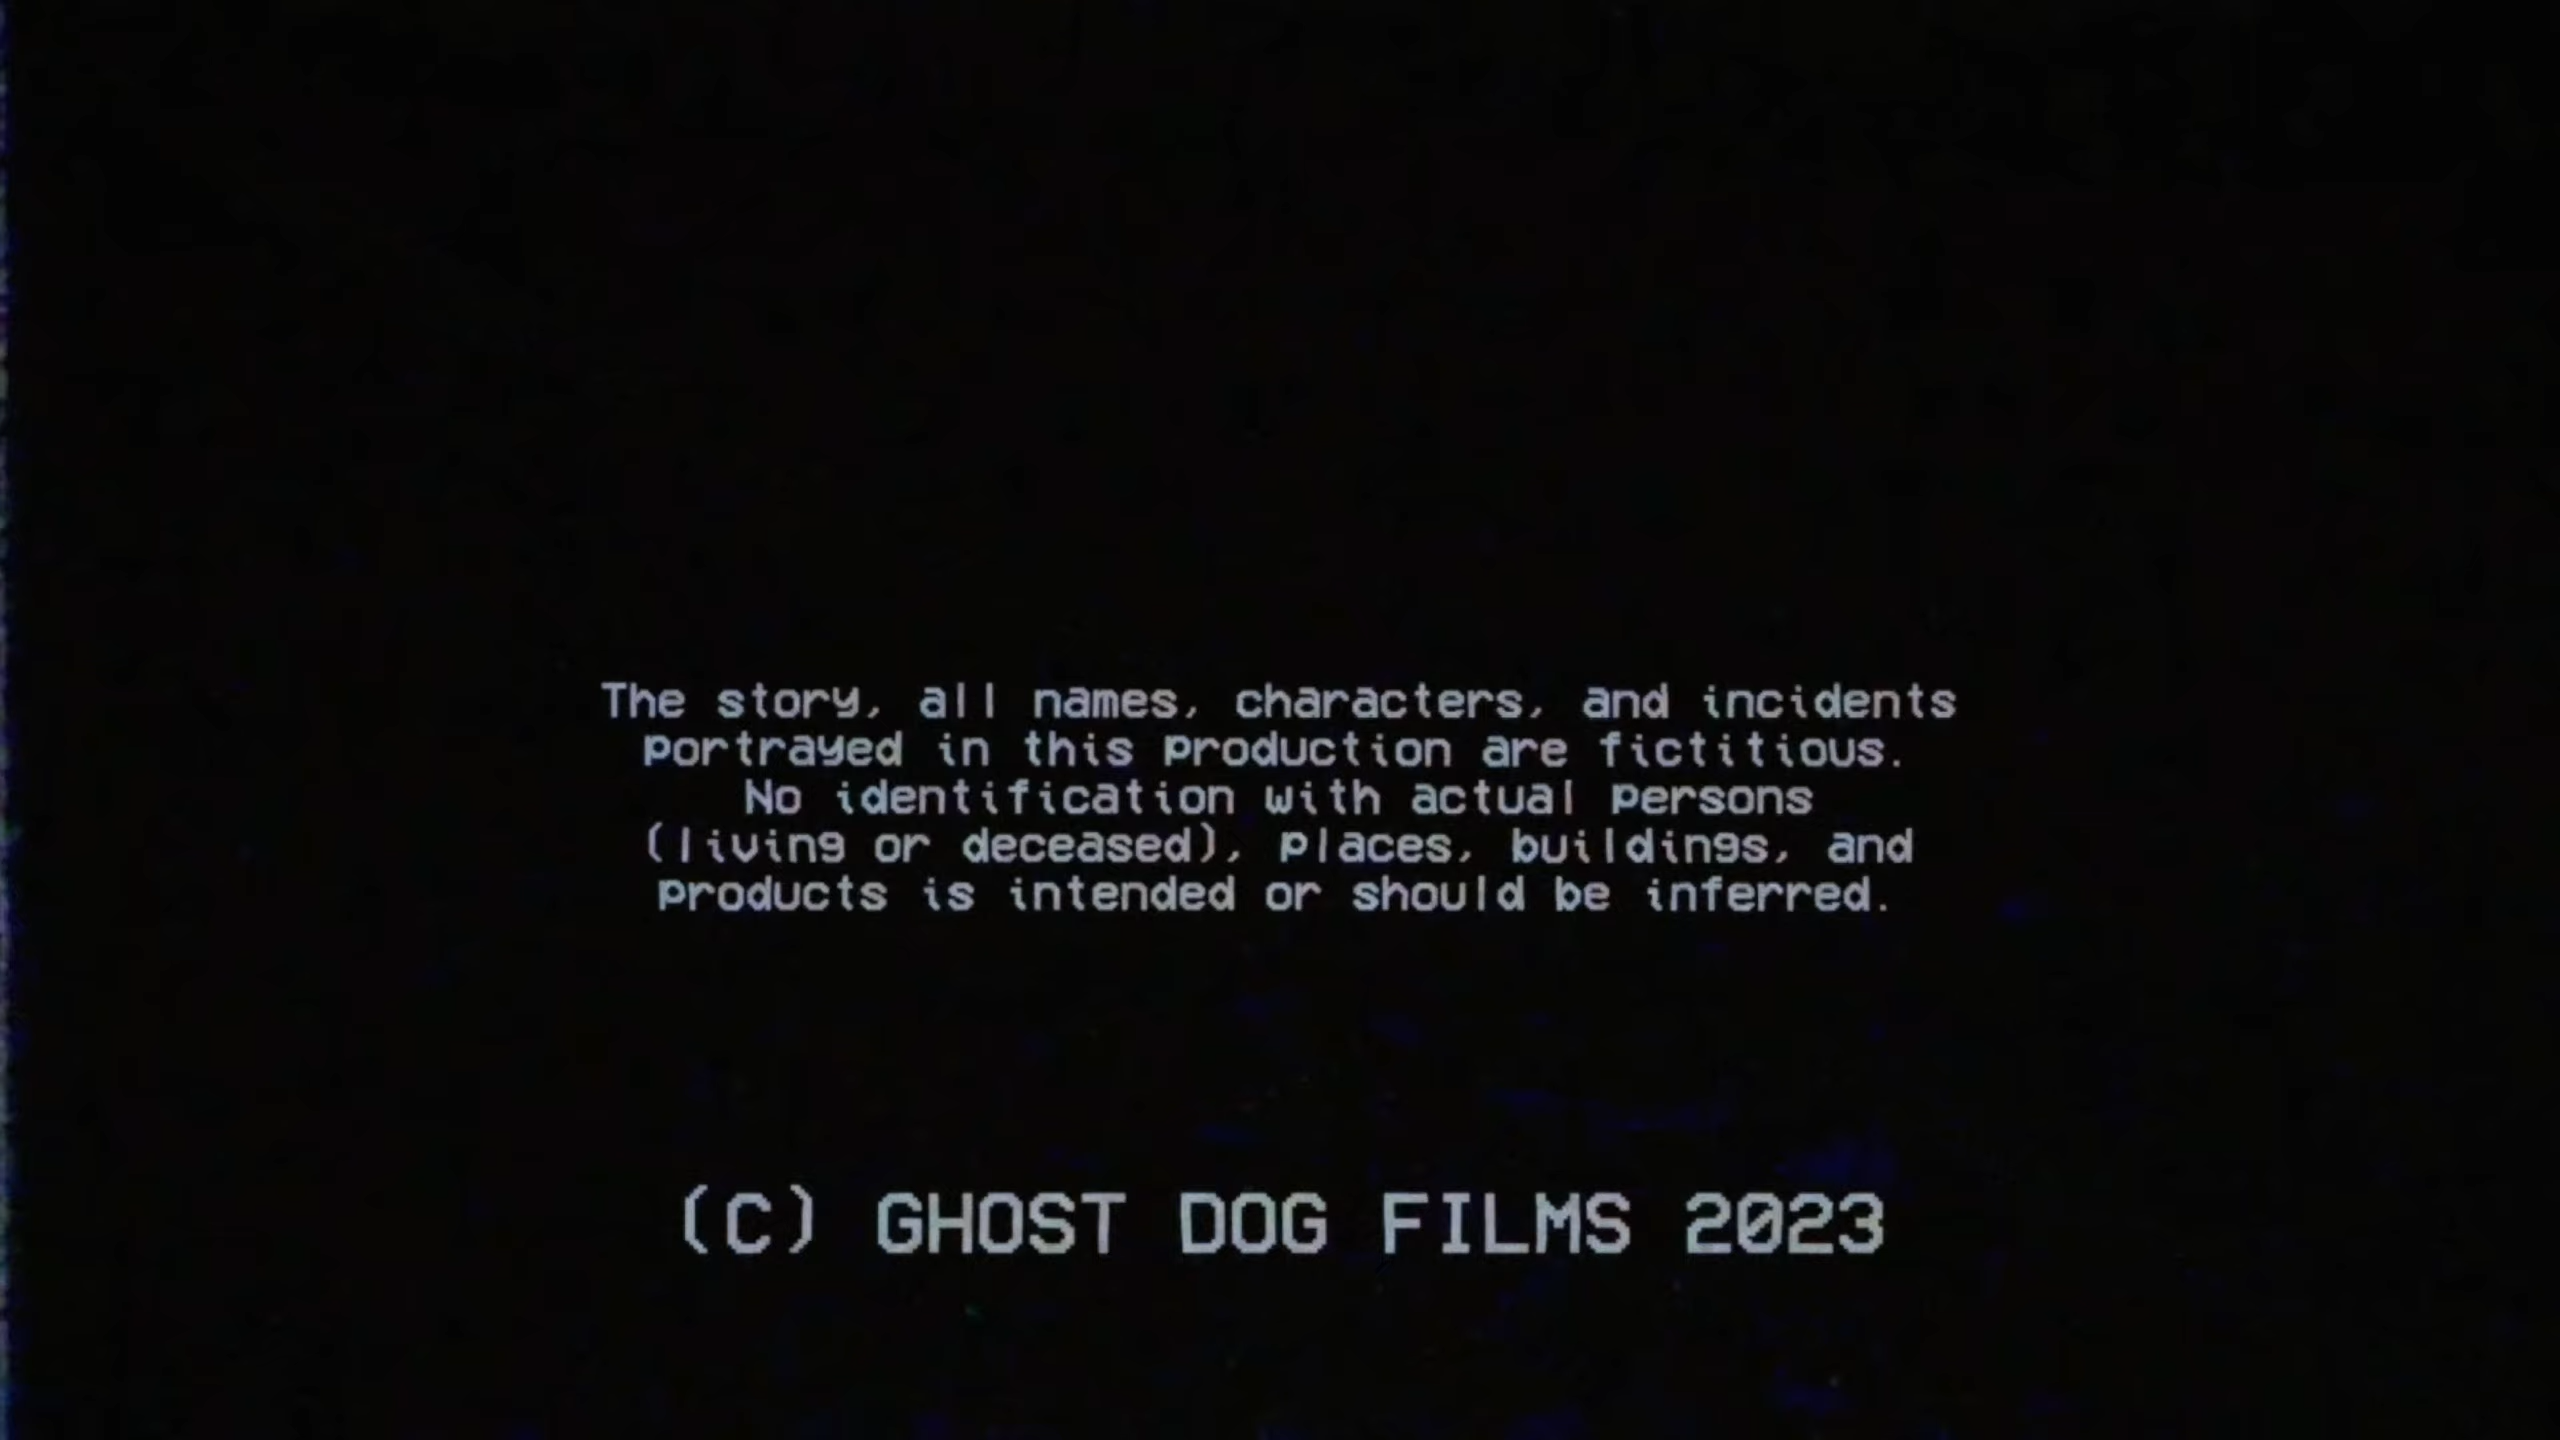 The story, all names, characters, and incidents
portrayed in this production are fictitious.
No identification with actual persons
(living or deceased), places, buildings, and
products is intended or should be inferred.
(C) GHOST DOG FILMS 2023